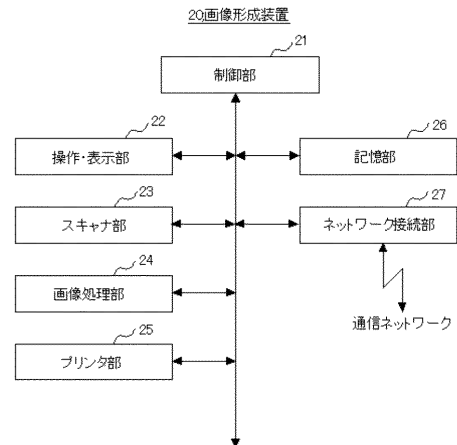 20画像形成装置
21
制御部
22
操作・表示部
26
記憶部
23
スキャナ部
27
ネットワーク接続部
24
画像処理部
通信ネットワーク
25
プリンタ部